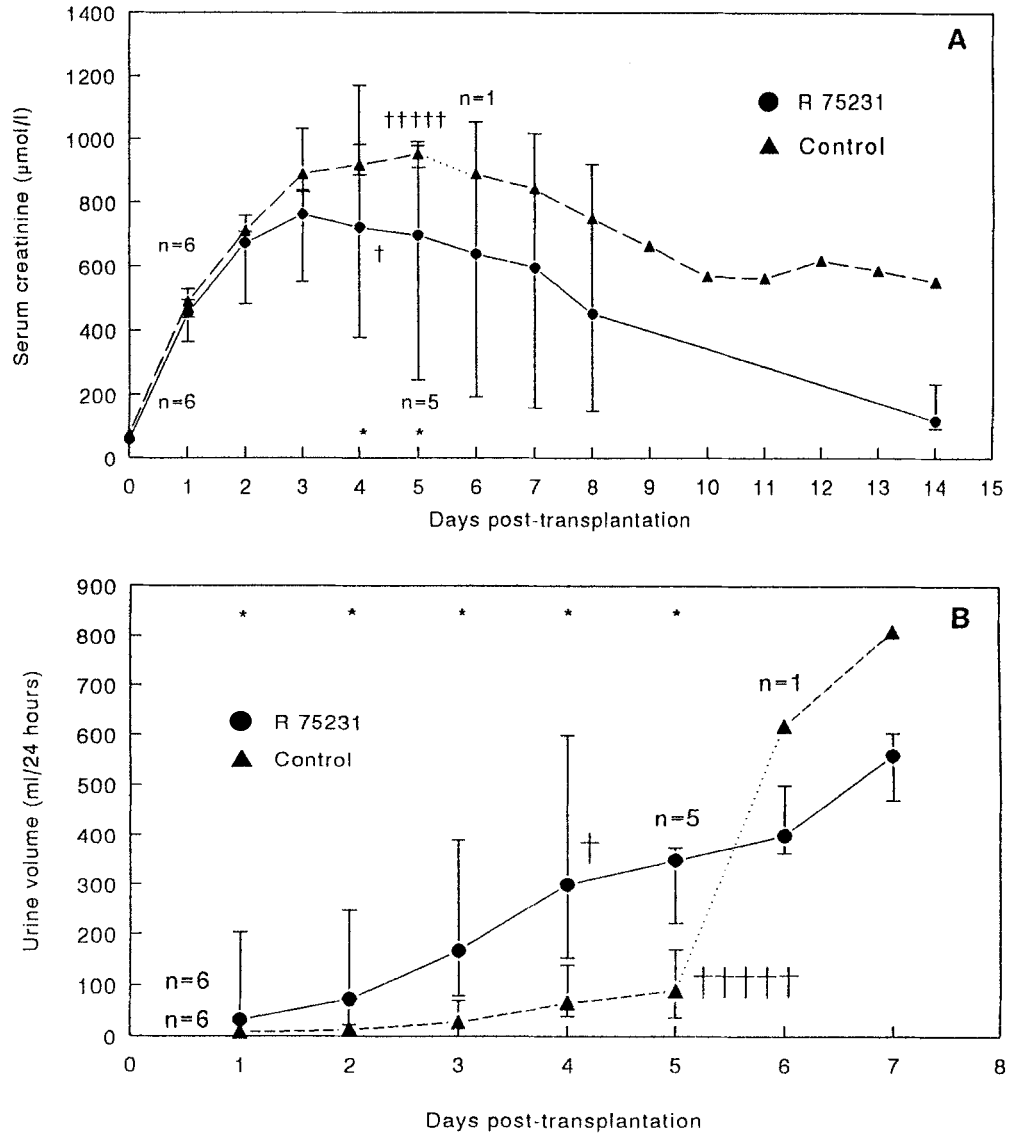 A
Serum creatinine (µmol/l)
1400
1200
1000
800
600
400
200
0
R 75231
Control
†††††
n=1
†
n=6
n=6
n=5
* *
0 1 2 3 4 5 6 7 8 9 10 11 12 13 14 15
Days post-transplantation
B
Urine volume (ml/24 hours)
900
800
700
600
500
400
300
200
100
0
* * * * *
R 75231
Control
n=1
n=5
†
n=6
n=6
†††††
0 1 2 3 4 5 6 7 8
Days post-transplantation